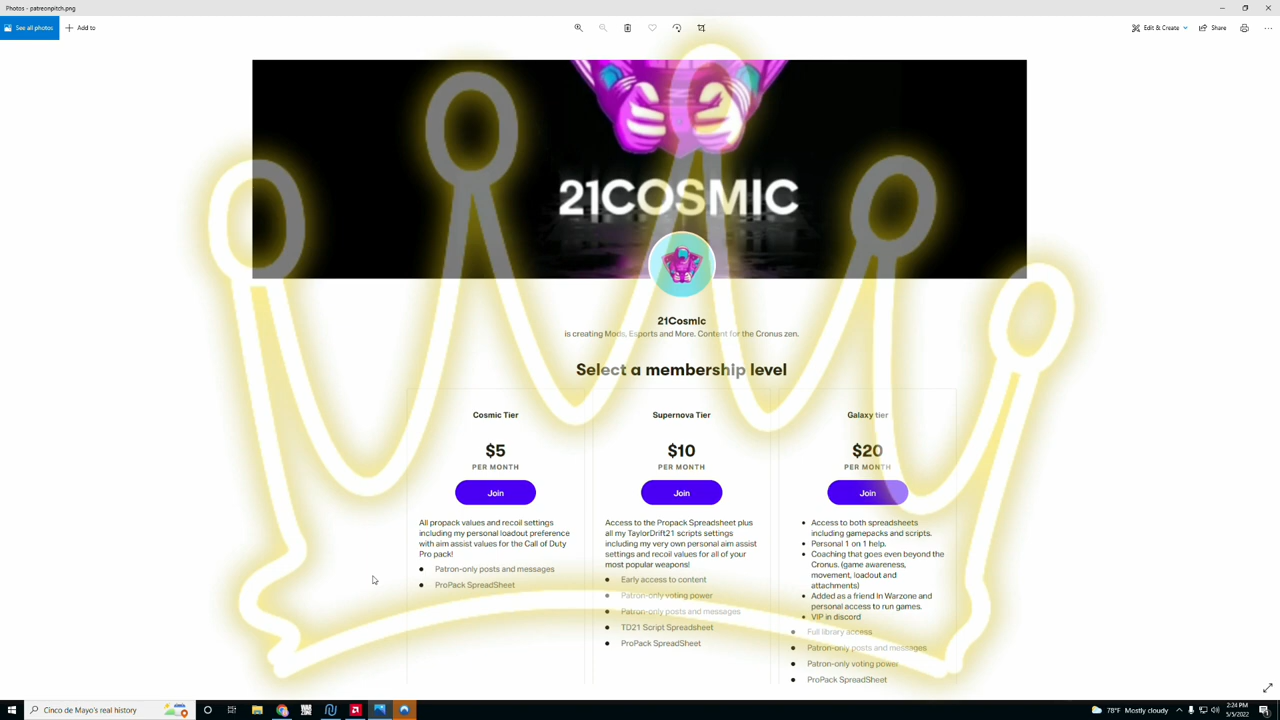 Photos - patreonpitch.png
See all photos
Add to
Edit & Create
Share
21COSMIC
21Cosmic
is creating Mods, Esports and More. Content for the Cronus zen.
Select a membership level
Cosmic Tier
$5
PER MONTH
Join
All propack values and recoil settings
including my personal loadout preference
with aim assist values for the Call of Duty
Pro pack!
Patron-only posts and messages
ProPack SpreadSheet
Supernova Tier
$10
PER MONTH
Join
Access to the Propack Spreadsheet plus
all my TaylorDrift21 scripts settings
including my very own personal aim assist
settings and recoil values for all of your
most popular weapons!
Early access to content
Patron-only voting power
Patron-only posts and messages
TD21 Script Spreadsheet
ProPack SpreadSheet
Galaxy tier
$20
PER MONTH
Join
Access to both spreadsheets
including gamepacks and scripts.
Personal 1 on 1 help.
Coaching that goes even beyond the
Cronus. (game awareness,
movement, loadout and
attachments)
Added as a friend In Warzone and
personal access to run games.
VIP in discord
Full library access
Patron-only posts and messages
Patron-only voting power
ProPack SpreadSheet
Cinco de Mayo's real history
78°F Mostly cloudy
2:24 PM
5/5/2022